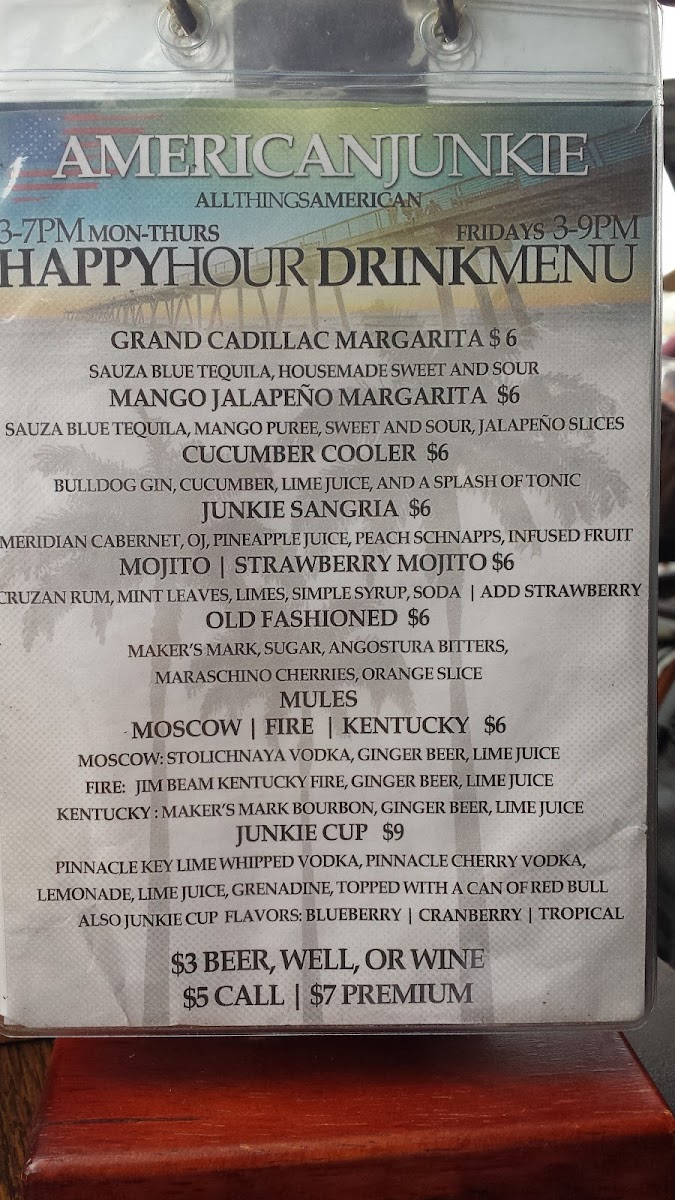 AMERICANJUNKIE
ALLTHINGSAMERICAN
3-7PM MON-THURS FRIDAYS 3-9PM
HAPPYHOUR DRINKMENU
GRAND CADILLAC MARGARITA $6
SAUZA BLUE TEQUILA, HOUSEMADE SWEET AND SOUR
MANGO JALAPEÑO MARGARITA $6
SAUZA BLUE TEQUILA, MANGO PUREE, SWEET AND SOUR, JALAPEÑO SLICES
CUCUMBER COOLER $6
BULLDOG GIN, CUCUMBER, LIME JUICE, AND A SPLASH OF TONIC
JUNKIE SANGRIA $6
MERIDIAN CABERNET, OJ, PINEAPPLE JUICE, PEACH SCHNAPPS, INFUSED FRUIT
MOJITO | STRAWBERRY MOJITO $6
CRUZAN RUM, MINT LEAVES, LIMES, SIMPLE SYRUP, SODA | ADD STRAWBERRY
OLD FASHIONED $6
MAKER'S MARK, SUGAR, ANGOSTURA BITTERS,
MARASCHINO CHERRIES, ORANGE SLICE
MULES
MOSCOW | FIRE | KENTUCKY $6
MOSCOW: STOLICHNAYA VODKA, GINGER BEER, LIME JUICE
FIRE: JIM BEAM KENTUCKY FIRE, GINGER BEER, LIME JUICE
KENTUCKY : MAKER'S MARK BOURBON, GINGER BEER, LIME JUICE
JUNKIE CUP $9
PINNACLE KEY LIME WHIPPED VODKA, PINNACLE CHERRY VODKA,
LEMONADE, LIME JUICE, GRENADINE, TOPPED WITH A CAN OF RED BULL
ALSO JUNKIE CUP FLAVORS: BLUEBERRY | CRANBERRY | TROPICAL
$3 BEER, WELL, OR WINE
$5 CALL | $7 PREMIUM